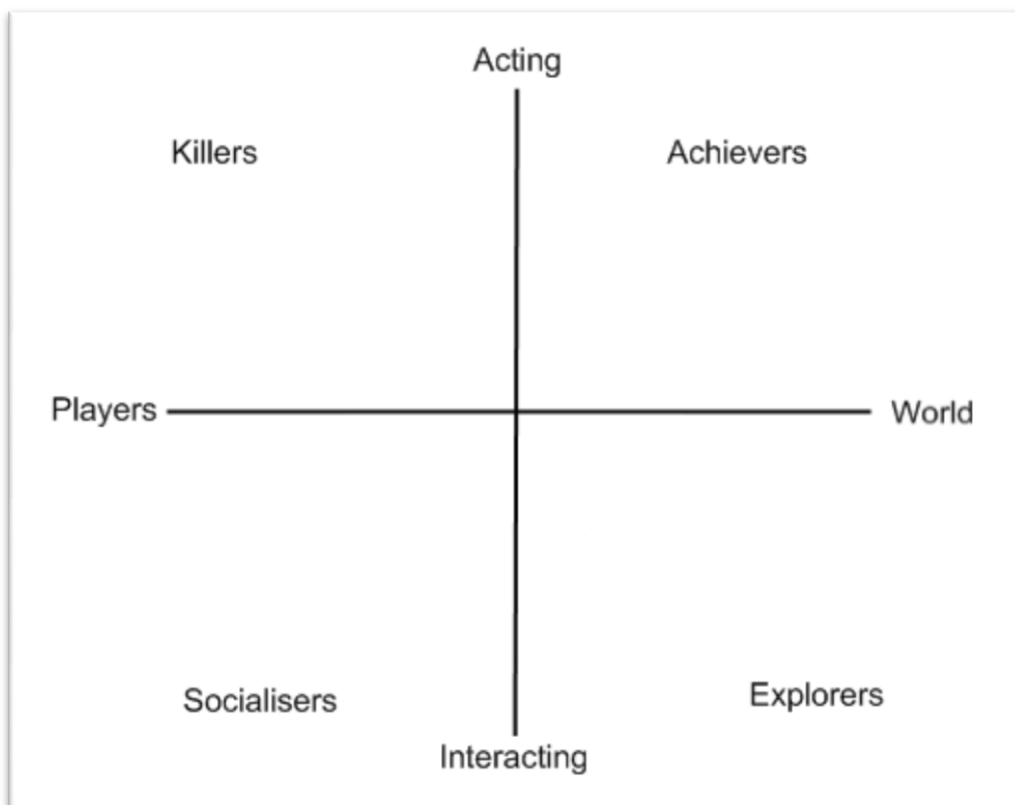 Acting
Killers
Achievers
Players
World
Socialisers
Explorers
Interacting